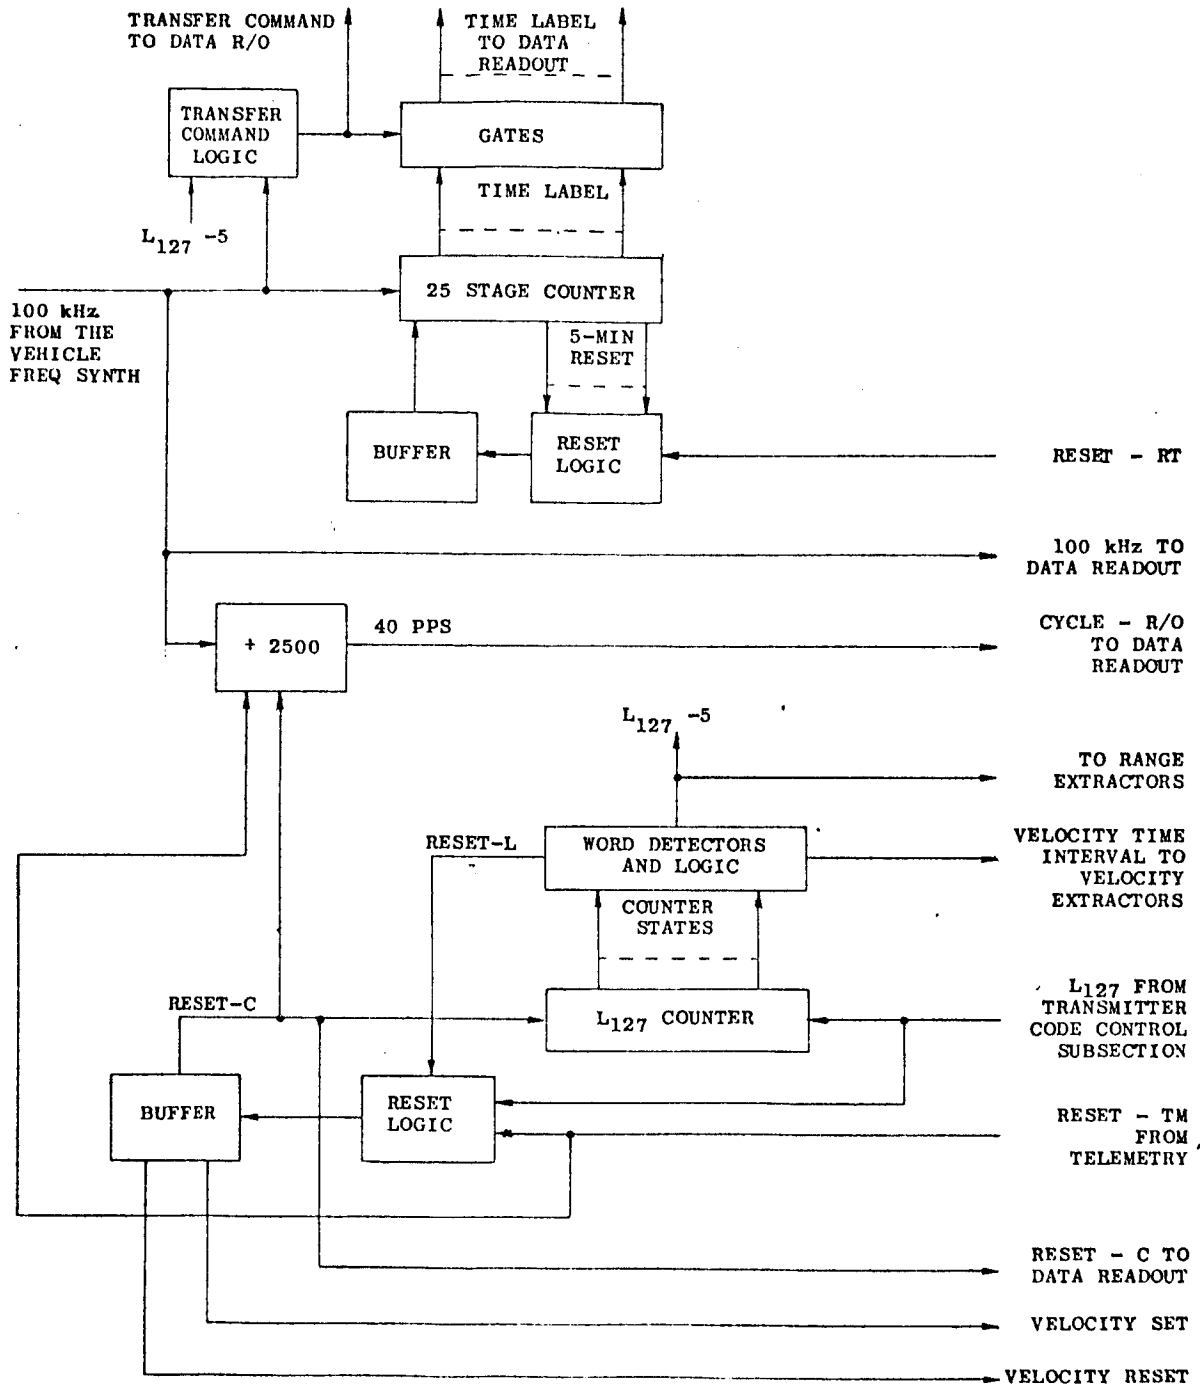 TRANSFER COMMAND
TO DATA R/O
TIME LABEL
TO DATA
READOUT
TRANSFER
COMMAND
LOGIC
GATES
TIME LABEL
L127 -5
25 STAGE COUNTER
100 kHz
FROM THE
VEHICLE
FREQ SYNTH
5-MIN
RESET
BUFFER
RESET
LOGIC
RESET - RT
100 kHz TO
DATA READOUT
+ 2500
40 PPS
CYCLE - R/O
TO DATA
READOUT
L127 -5
TO RANGE
EXTRACTORS
RESET-L
WORD DETECTORS
AND LOGIC
VELOCITY TIME
INTERVAL TO
VELOCITY
EXTRACTORS
COUNTER
STATES
RESET-C
L127 COUNTER
L127 FROM
TRANSMITTER
CODE CONTROL
SUBSECTION
BUFFER
RESET
LOGIC
RESET - TM
FROM
TELEMETRY
RESET - C TO
DATA READOUT
VELOCITY SET
VELOCITY RESET